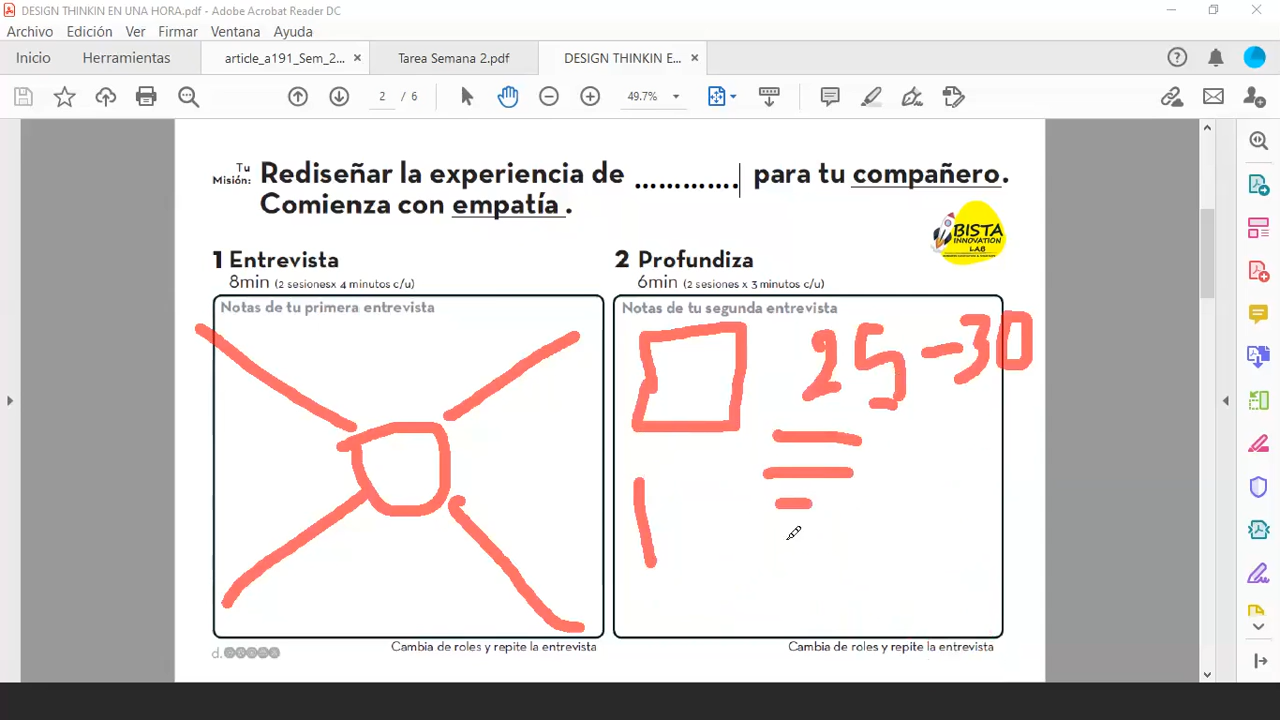 DESIGN THINKIN EN UNA HORA.pdf - Adobe Acrobat Reader DC
Archivo Edición Ver Firmar Ventana Ayuda
Inicio Herramientas article_a191_Sem_2... Tarea Semana 2.pdf DESIGN THINKIN E...
2 / 6 49.7%
Tu Misión: Rediseñar la experiencia de ............. para tu compañero.
Comienza con empatía.
BISTA
INNOVATION
LAB
1 Entrevista
8min (2 sesionesx 4 minutos c/u)
Notas de tu primera entrevista
Cambia de roles y repite la entrevista
2 Profundiza
6min (2 sesiones x 3 minutos c/u)
Notas de tu segunda entrevista
25-30
Cambia de roles y repite la entrevista
d.